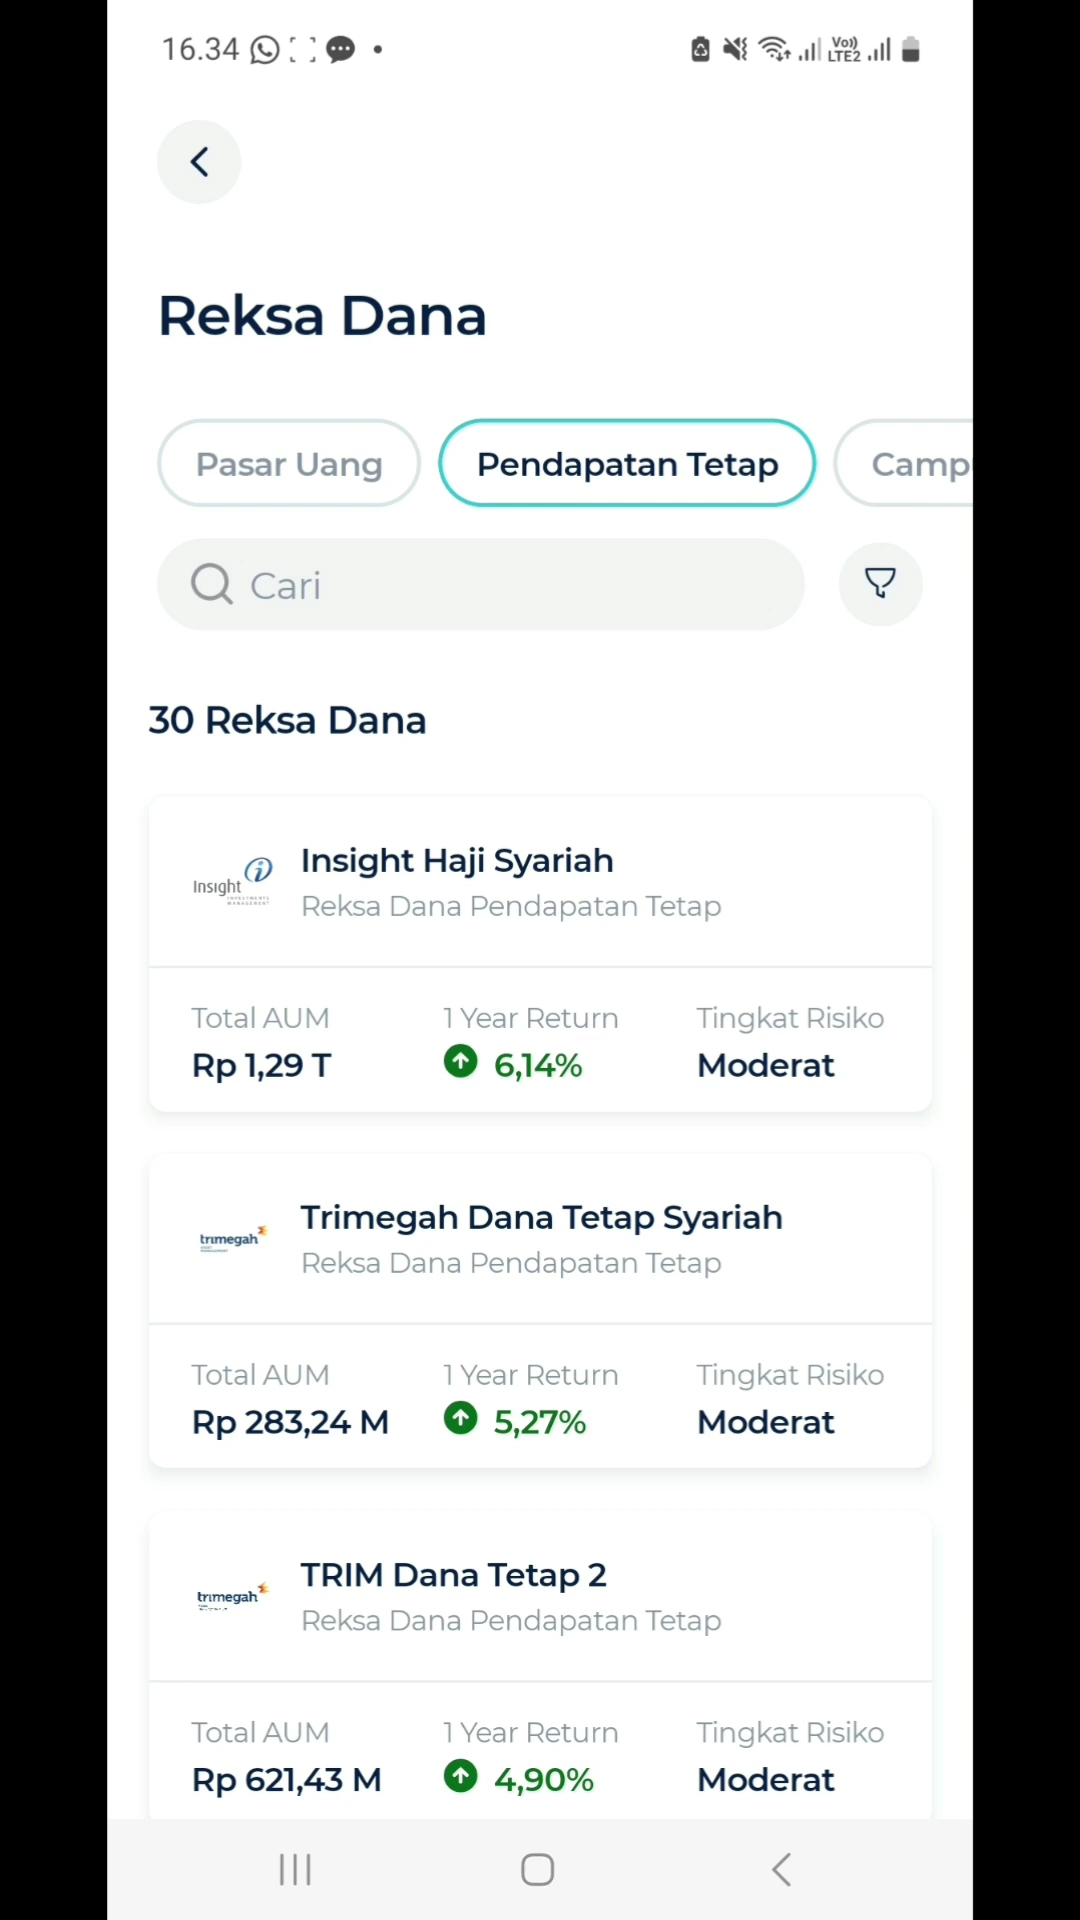 16.34
Vo)) LTE2
Reksa Dana
Pasar Uang
Pendapatan Tetap
Camp
Cari
30 Reksa Dana
Insight
INVESTMENTS
MANAGEMENT
Insight Haji Syariah
Reksa Dana Pendapatan Tetap
Total AUM
1 Year Return
Tingkat Risiko
Rp 1,29 T
6,14%
Moderat
trimegah
Trimegah Dana Tetap Syariah
Reksa Dana Pendapatan Tetap
Total AUM
1 Year Return
Tingkat Risiko
Rp 283,24 M
5,27%
Moderat
trimegah
TRIM Dana Tetap 2
Reksa Dana Pendapatan Tetap
Total AUM
1 Year Return
Tingkat Risiko
Rp 621,43 M
4,90%
Moderat